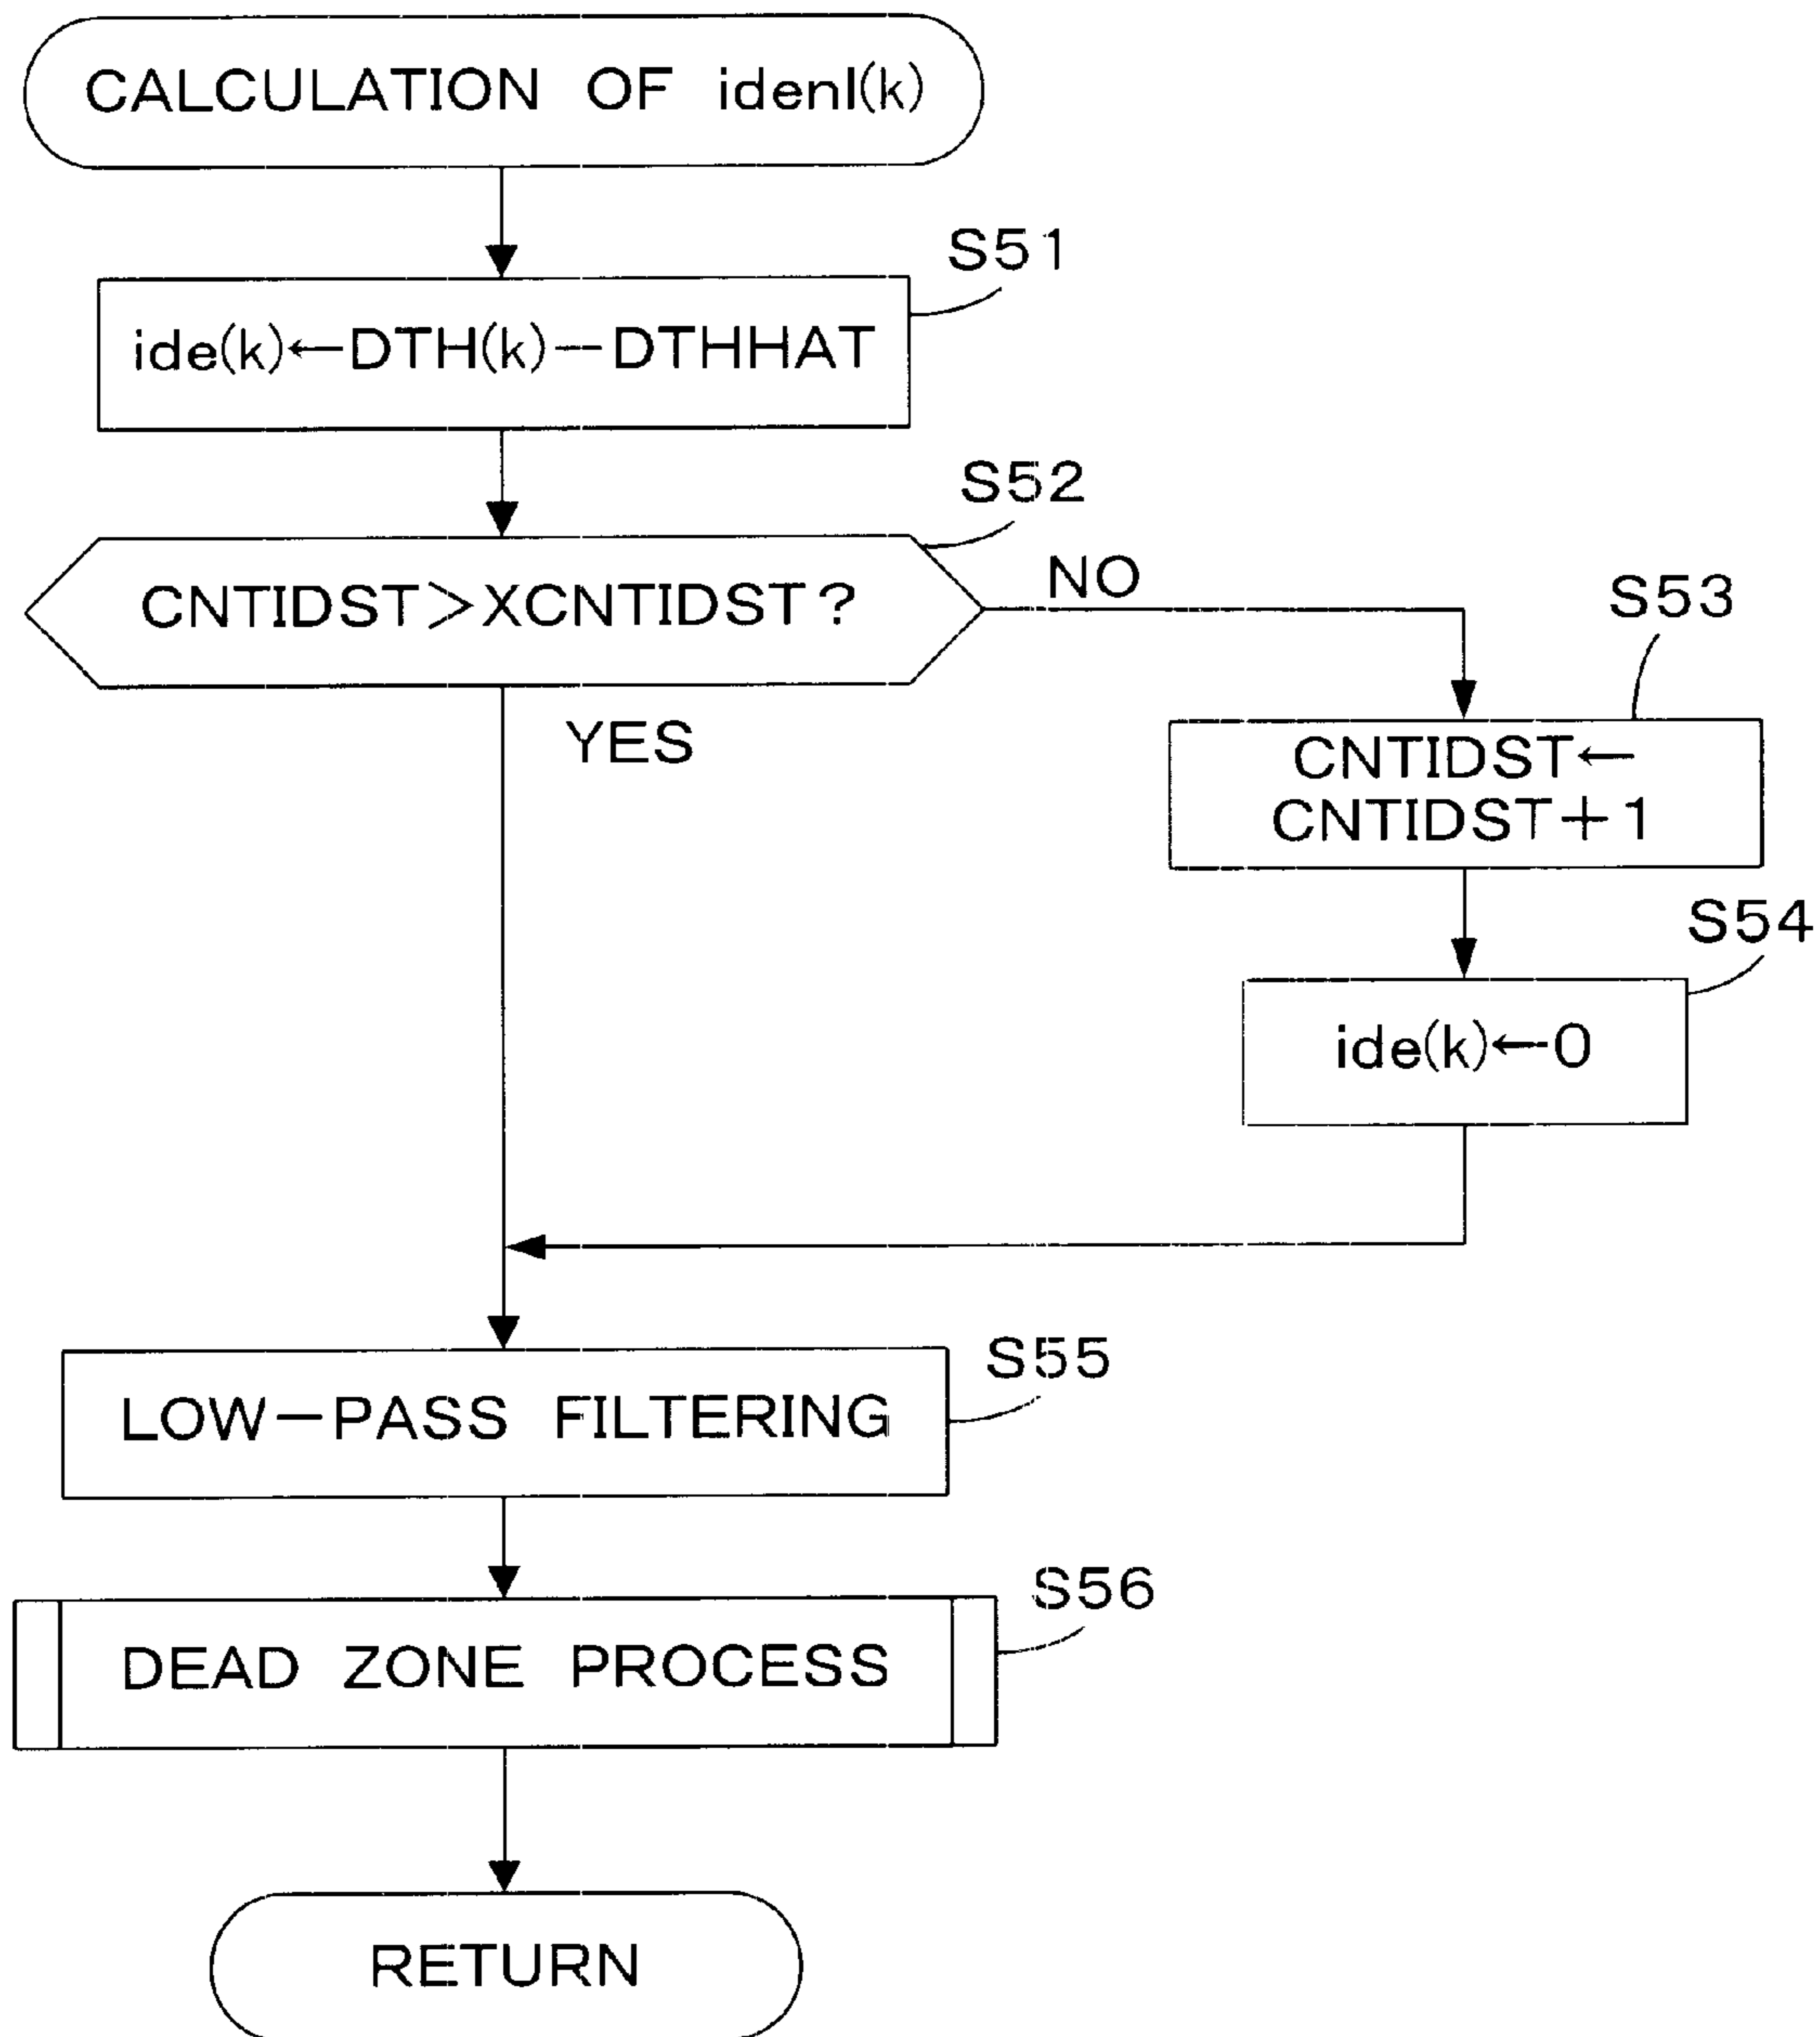 CALCULATION OF idenl(k)
S51
ide(k)←DTH(k)—DTHHAT
S52
CNTIDST>XCNTIDST?
NO
YES
S53
CNTIDST←
CNTIDST+1
S54
ide(k)←0
S55
LOW—PASS FILTERING
S56
DEAD ZONE PROCESS
RETURN